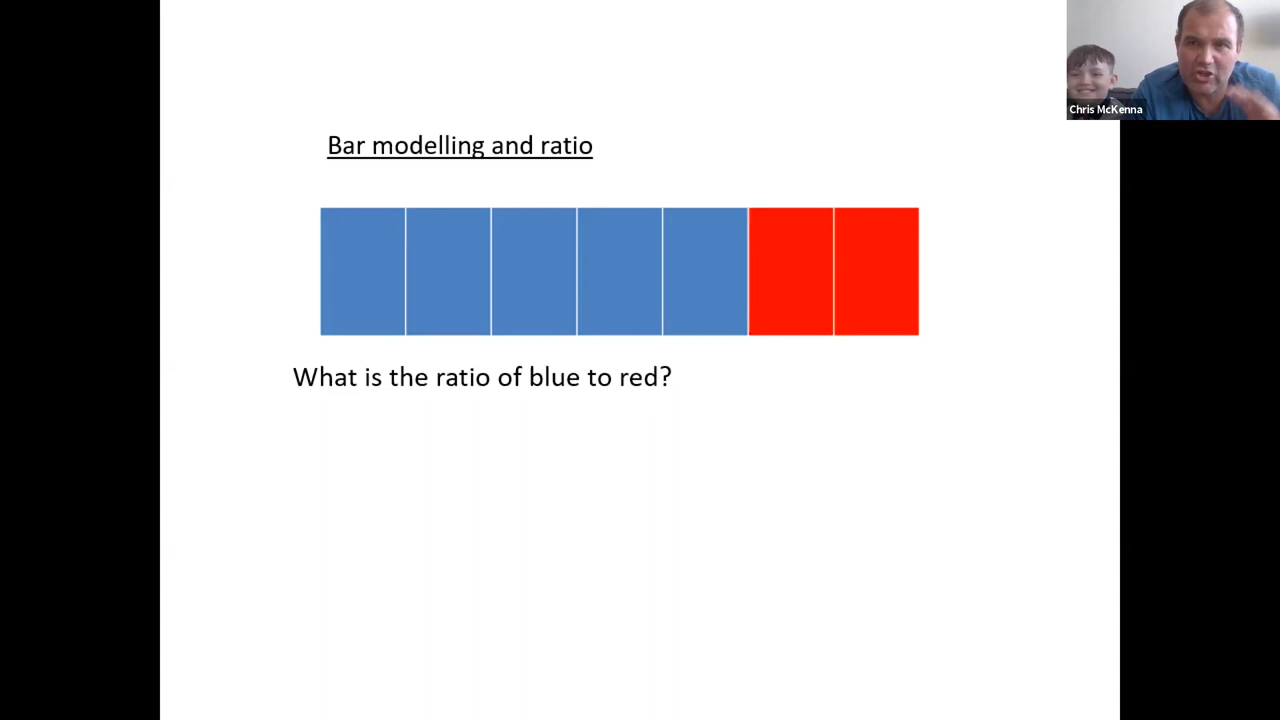 Chris McKenna
Bar modelling and ratio
What is the ratio of blue to red?